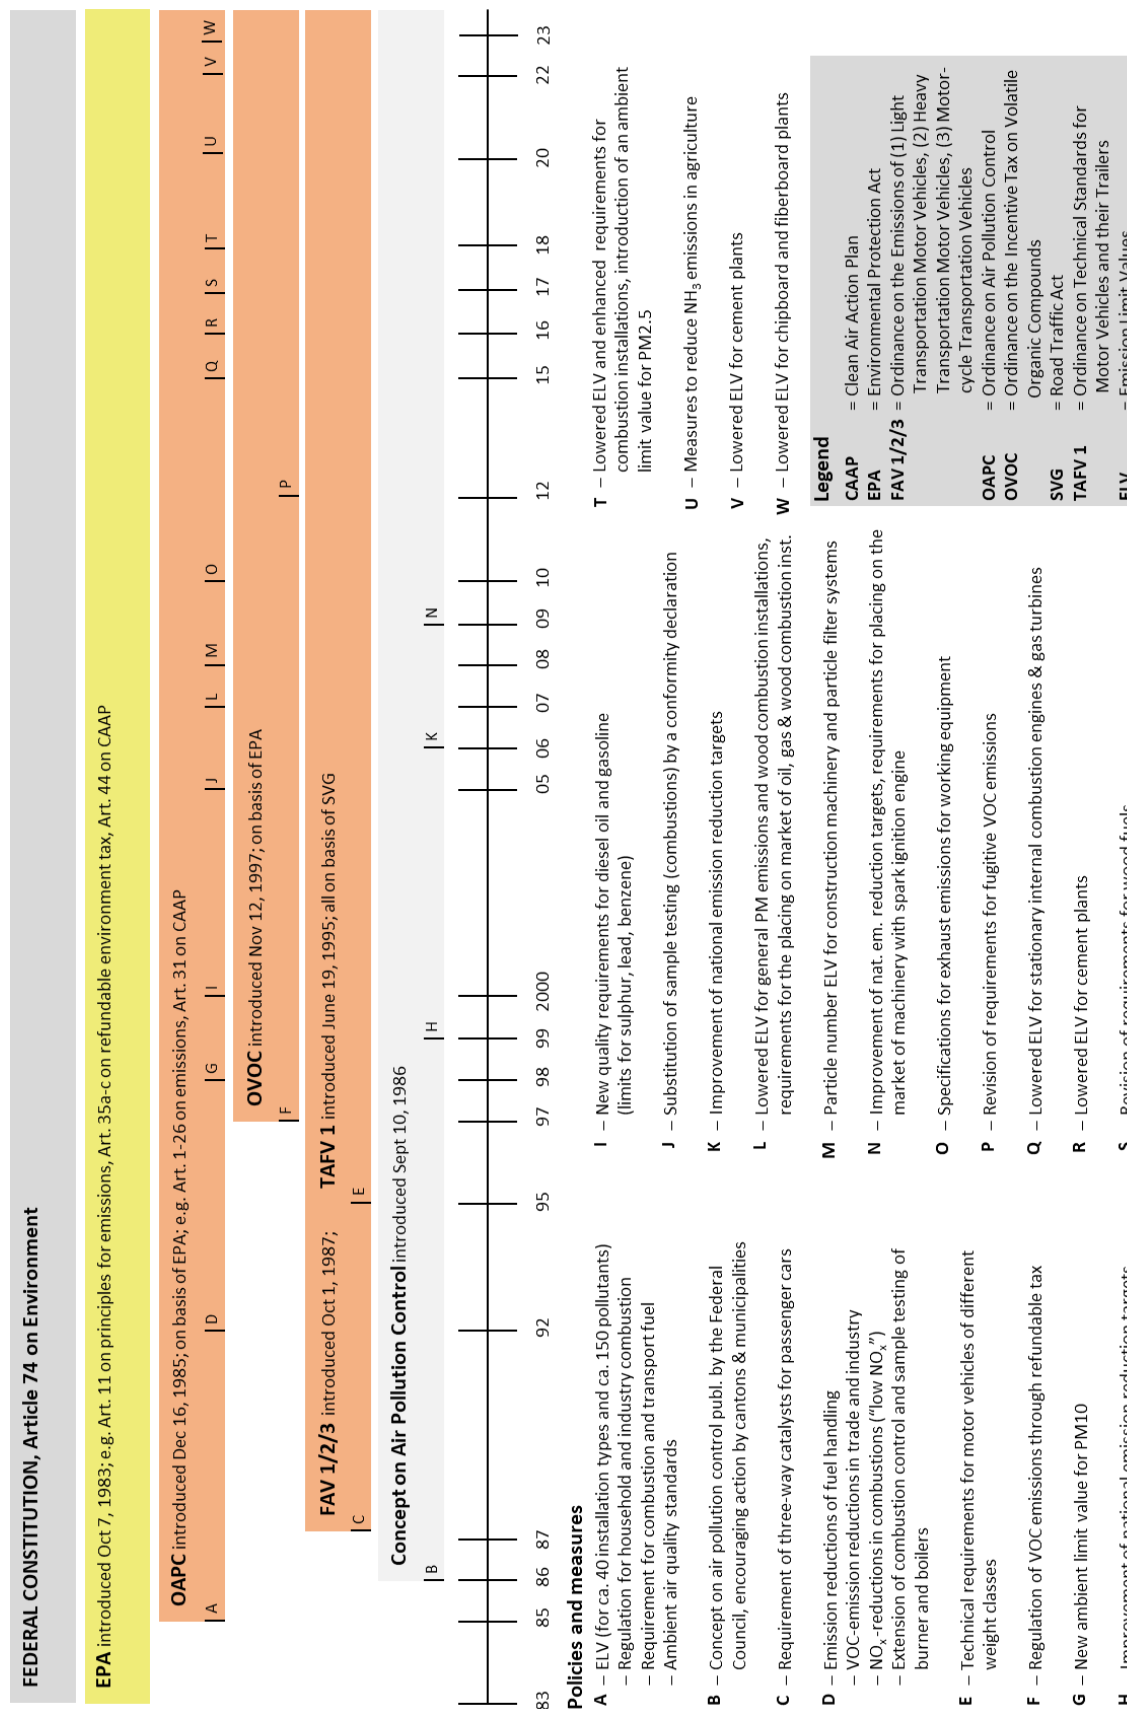 FEDERAL CONSTITUTION, Article 74 on Environment
EPA introduced Oct 7, 1983; e.g. Art. 11 on principles for emissions, Art. 35a-c on refundable environment tax, Art. 44 on CAAP
OAPC introduced Dec 16, 1985; on basis of EPA; e.g. Art. 1-26 on emissions, Art. 31 on CAAP
A D G I J L M O Q R S T U V W
OVOC introduced Nov 12, 1997; on basis of EPA
F P
FAV 1/2/3 introduced Oct 1, 1987; TAFV 1 introduced June 19, 1995; all on basis of SVG
C E
Concept on Air Pollution Control introduced Sept 10, 1986
B H K N
83 85 86 87 92 95 97 98 99 2000 05 06 07 08 09 10 12 15 16 17 18 20 22 23
Policies and measures
A – ELV (for ca. 40 installation types and ca. 150 pollutants)
– Regulation for household and industry combustion
– Requirement for combustion and transport fuel
– Ambient air quality standards
B – Concept on air pollution control publ. by the Federal
Council, encouraging action by cantons & municipalities
C – Requirement of three-way catalysts for passenger cars
D – Emission reductions of fuel handling
– VOC-emission reductions in trade and industry
– NOx-reductions in combustions ("low NOx")
– Extension of combustion control and sample testing of
burner and boilers
E – Technical requirements for motor vehicles of different
weight classes
F – Regulation of VOC emissions through refundable tax
G – New ambient limit value for PM10
H – Improvement of national emission reduction targets
I – New quality requirements for diesel oil and gasoline
(limits for sulphur, lead, benzene)
J – Substitution of sample testing (combustions) by a conformity declaration
K – Improvement of national emission reduction targets
L – Lowered ELV for general PM emissions and wood combustion installations,
requirements for the placing on market of oil, gas & wood combustion inst.
M – Particle number ELV for construction machinery and particle filter systems
N – Improvement of nat. em. reduction targets, requirements for placing on the
market of machinery with spark ignition engine
O – Specifications for exhaust emissions for working equipment
P – Revision of requirements for fugitive VOC emissions
Q – Lowered ELV for stationary internal combustion engines & gas turbines
R – Lowered ELV for cement plants
S – Revision of requirements for wood fuels
T – Lowered ELV and enhanced requirements for
combustion installations, introduction of an ambient
limit value for PM2.5
U – Measures to reduce NH3 emissions in agriculture
V – Lowered ELV for cement plants
W – Lowered ELV for chipboard and fiberboard plants
Legend
CAAP = Clean Air Action Plan
EPA = Environmental Protection Act
FAV 1/2/3 = Ordinance on the Emissions of (1) Light
Transportation Motor Vehicles, (2) Heavy
Transportation Motor Vehicles, (3) Motor-
cycle Transportation Vehicles
OAPC = Ordinance on Air Pollution Control
OVOC = Ordinance on the Incentive Tax on Volatile
Organic Compounds
SVG = Road Traffic Act
TAFV 1 = Ordinance on Technical Standards for
Motor Vehicles and their Trailers
ELV = Emission Limit Values